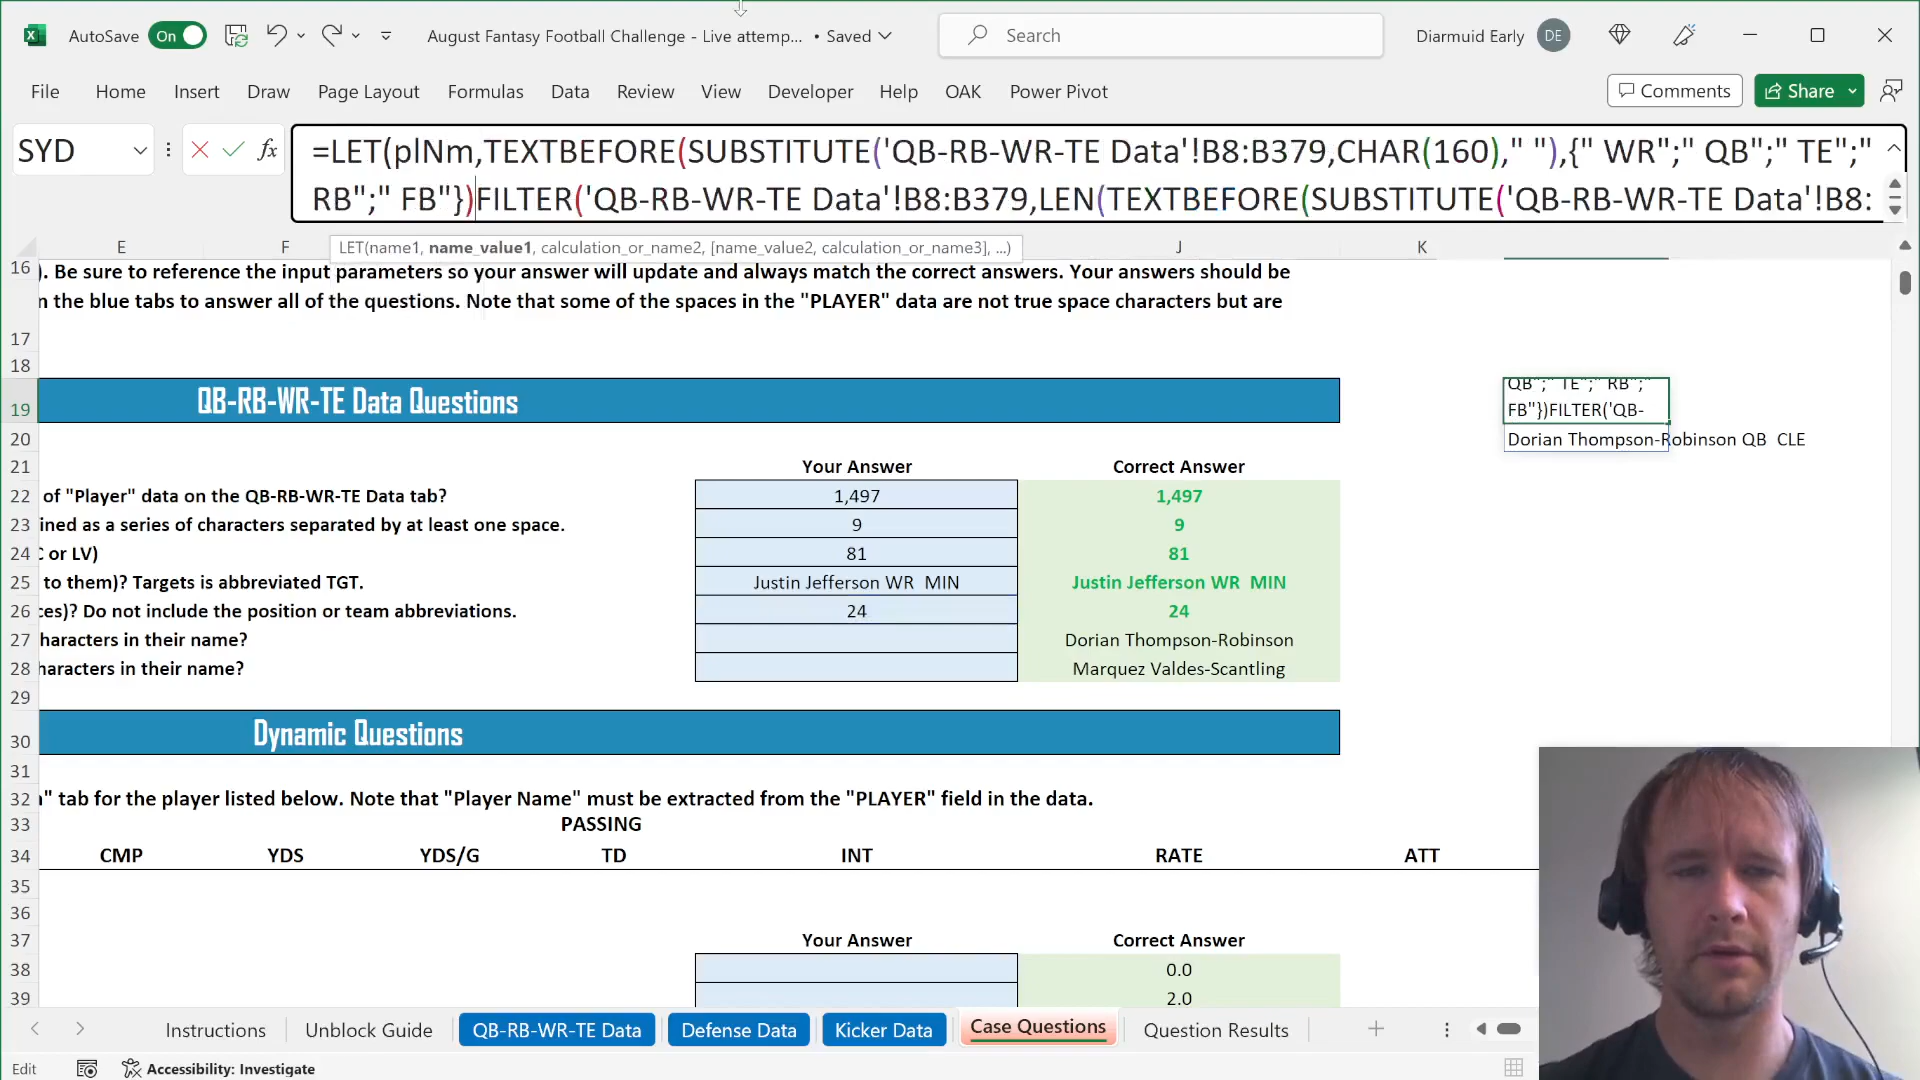 AutoSave On August Fantasy Football Challenge - Live attemp... • Saved Search Diarmuid Early DE
File Home Insert Draw Page Layout Formulas Data Review View Developer Help OAK Power Pivot Comments Share
SYD fx =LET(plNm,TEXTBEFORE(SUBSTITUTE('QB-RB-WR-TE Data'!B8:B379,CHAR(160)," "),{" WR";" QB";" TE";"
RB";" FB"})FILTER('QB-RB-WR-TE Data'!B8:B379,LEN(TEXTBEFORE(SUBSTITUTE('QB-RB-WR-TE Data'!B8:
E F LET(name1, name_value1, calculation_or_name2, [name_value2, calculation_or_name3], ...) J K
16 ). Be sure to reference the input parameters so your answer will update and always match the correct answers. Your answers should be
n the blue tabs to answer all of the questions. Note that some of the spaces in the "PLAYER" data are not true space characters but are
17
18
QB";" TE";" RB";"
19 QB-RB-WR-TE Data Questions FB"})FILTER('QB-
20 Dorian Thompson-Robinson QB  CLE
21 Your Answer Correct Answer
22 of "Player" data on the QB-RB-WR-TE Data tab? 1,497 1,497
23 ined as a series of characters separated by at least one space. 9 9
24 C or LV) 81 81
25 to them)? Targets is abbreviated TGT. Justin Jefferson WR  MIN Justin Jefferson WR  MIN
26 ces)? Do not include the position or team abbreviations. 24 24
27 haracters in their name? Dorian Thompson-Robinson
28 haracters in their name? Marquez Valdes-Scantling
29
30 Dynamic Questions
31
32 " tab for the player listed below. Note that "Player Name" must be extracted from the "PLAYER" field in the data.
33 PASSING
34 CMP YDS YDS/G TD INT RATE ATT
35
36
37 Your Answer Correct Answer
38 0.0
39 2.0
Instructions Unblock Guide QB-RB-WR-TE Data Defense Data Kicker Data Case Questions Question Results
Edit Accessibility: Investigate